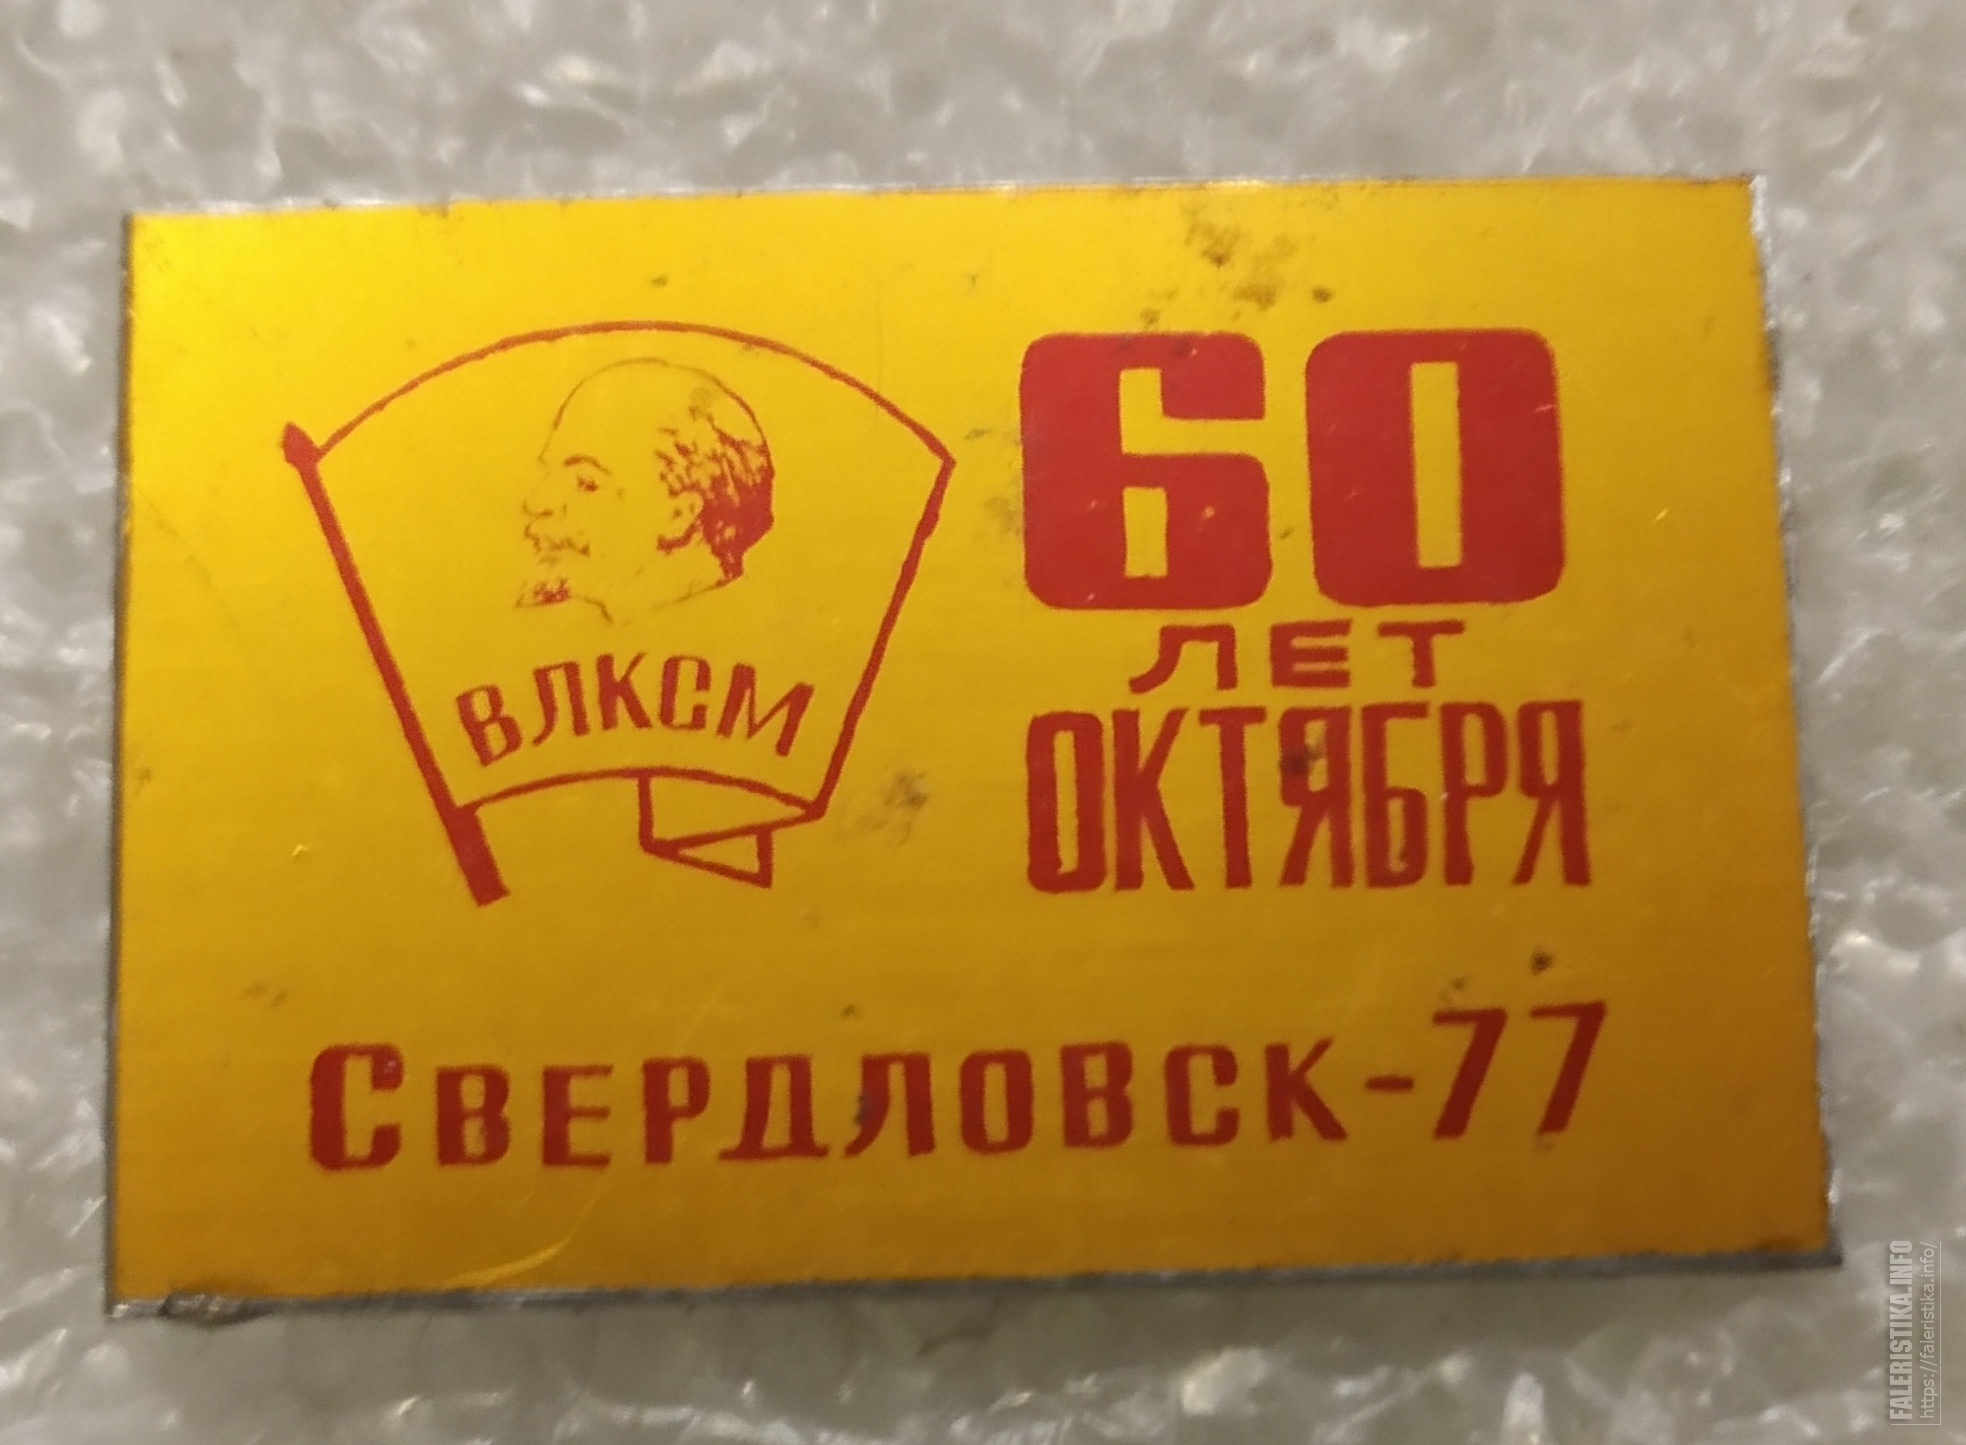 ВЛКСМ
60
ЛЕТ
ОКТЯБРЯ
СВЕРДЛОВСК-77
FALERISTIKA.INFO
https://faleristika.info/